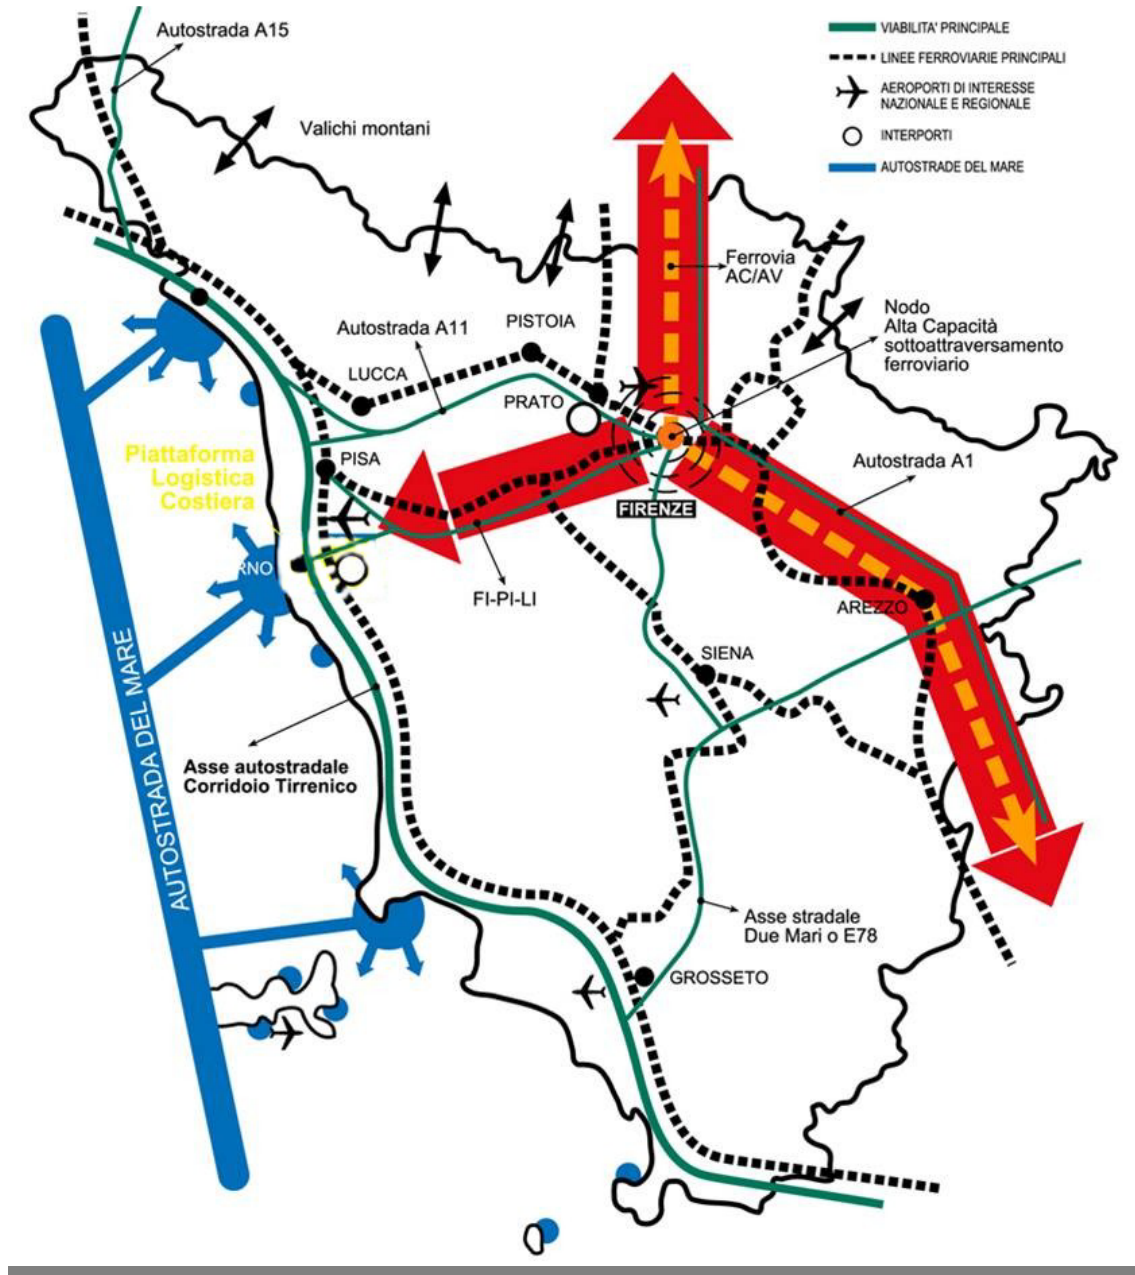 Autostrada A15
VIABILITA' PRINCIPALE
LINEE FERROVIARIE PRINCIPALI
AEROPORTI DI INTERESSE
NAZIONALE E REGIONALE
INTERPORTI
AUTOSTRADE DEL MARE
Valichi montani
Ferrovia
AC/AV
Nodo
Alta Capacità
sottoattraversamento
ferroviario
Autostrada A11
PISTOIA
LUCCA
PRATO
Piattaforma
Logistica
Costiera
PISA
Autostrada A1
FIRENZE
RNO
FI-PI-LI
AREZZO
SIENA
AUTOSTRADA DEL MARE
Asse autostradale
Corridoio Tirrenico
Asse stradale
Due Mari o E78
GROSSETO